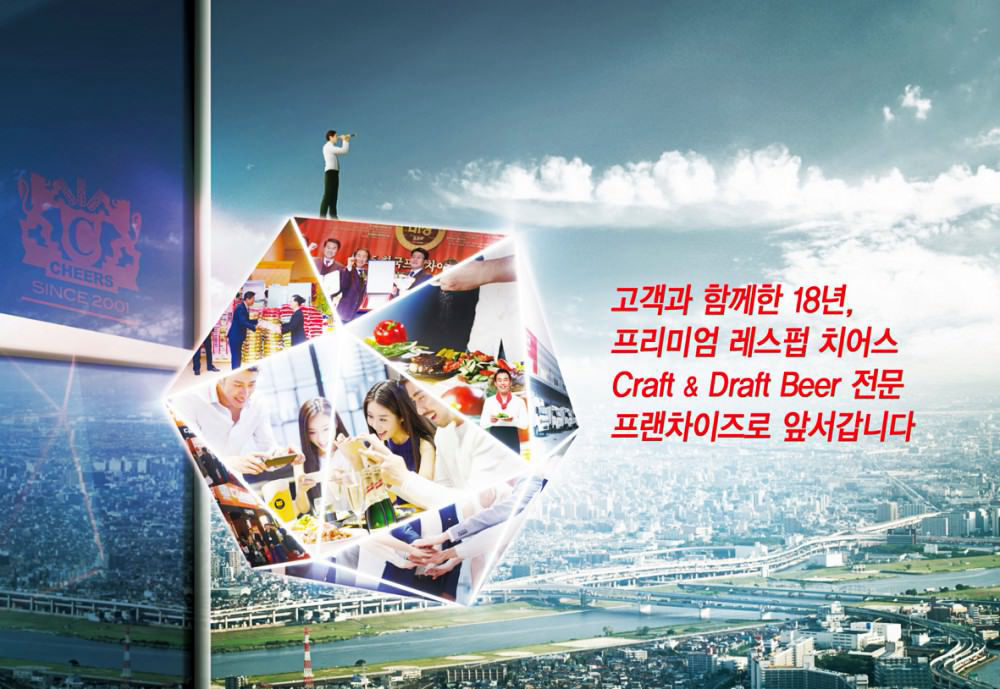 C
CHEERS
SINCE 2001
고객과 함께한 18년,
프리미엄 레스펍 치어스
Craft & Draft Beer 전문
프랜차이즈로 앞서갑니다